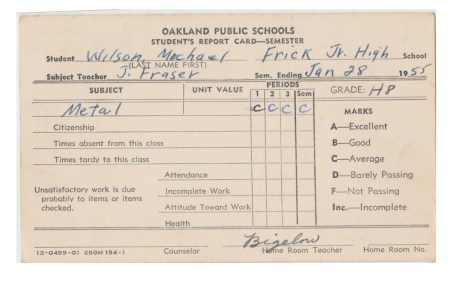 OAKLAND PUBLIC SCHOOLS
STUDENT'S REPORT CARD—SEMESTER
Student Wilson Michael Frick Jr. High School
(LAST NAME FIRST)
Subject Teacher J. Fraser Sem. Ending Jan 28 1955
SUBJECT UNIT VALUE PERIODS GRADE: H8
1 2 3 Sem
Metal C C C C MARKS
Citizenship A—Excellent
Times absent from this class B—Good
Times tardy to this class C—Average
Attendance D—Barely Passing
Unsatisfactory work is due Incomplete Work F—Not Passing
probably to items or items Attitude Toward Work Inc.—Incomplete
checked. Health
Bigelow
13-0459-01 250M 154-1 Counselor Home Room Teacher Home Room No.